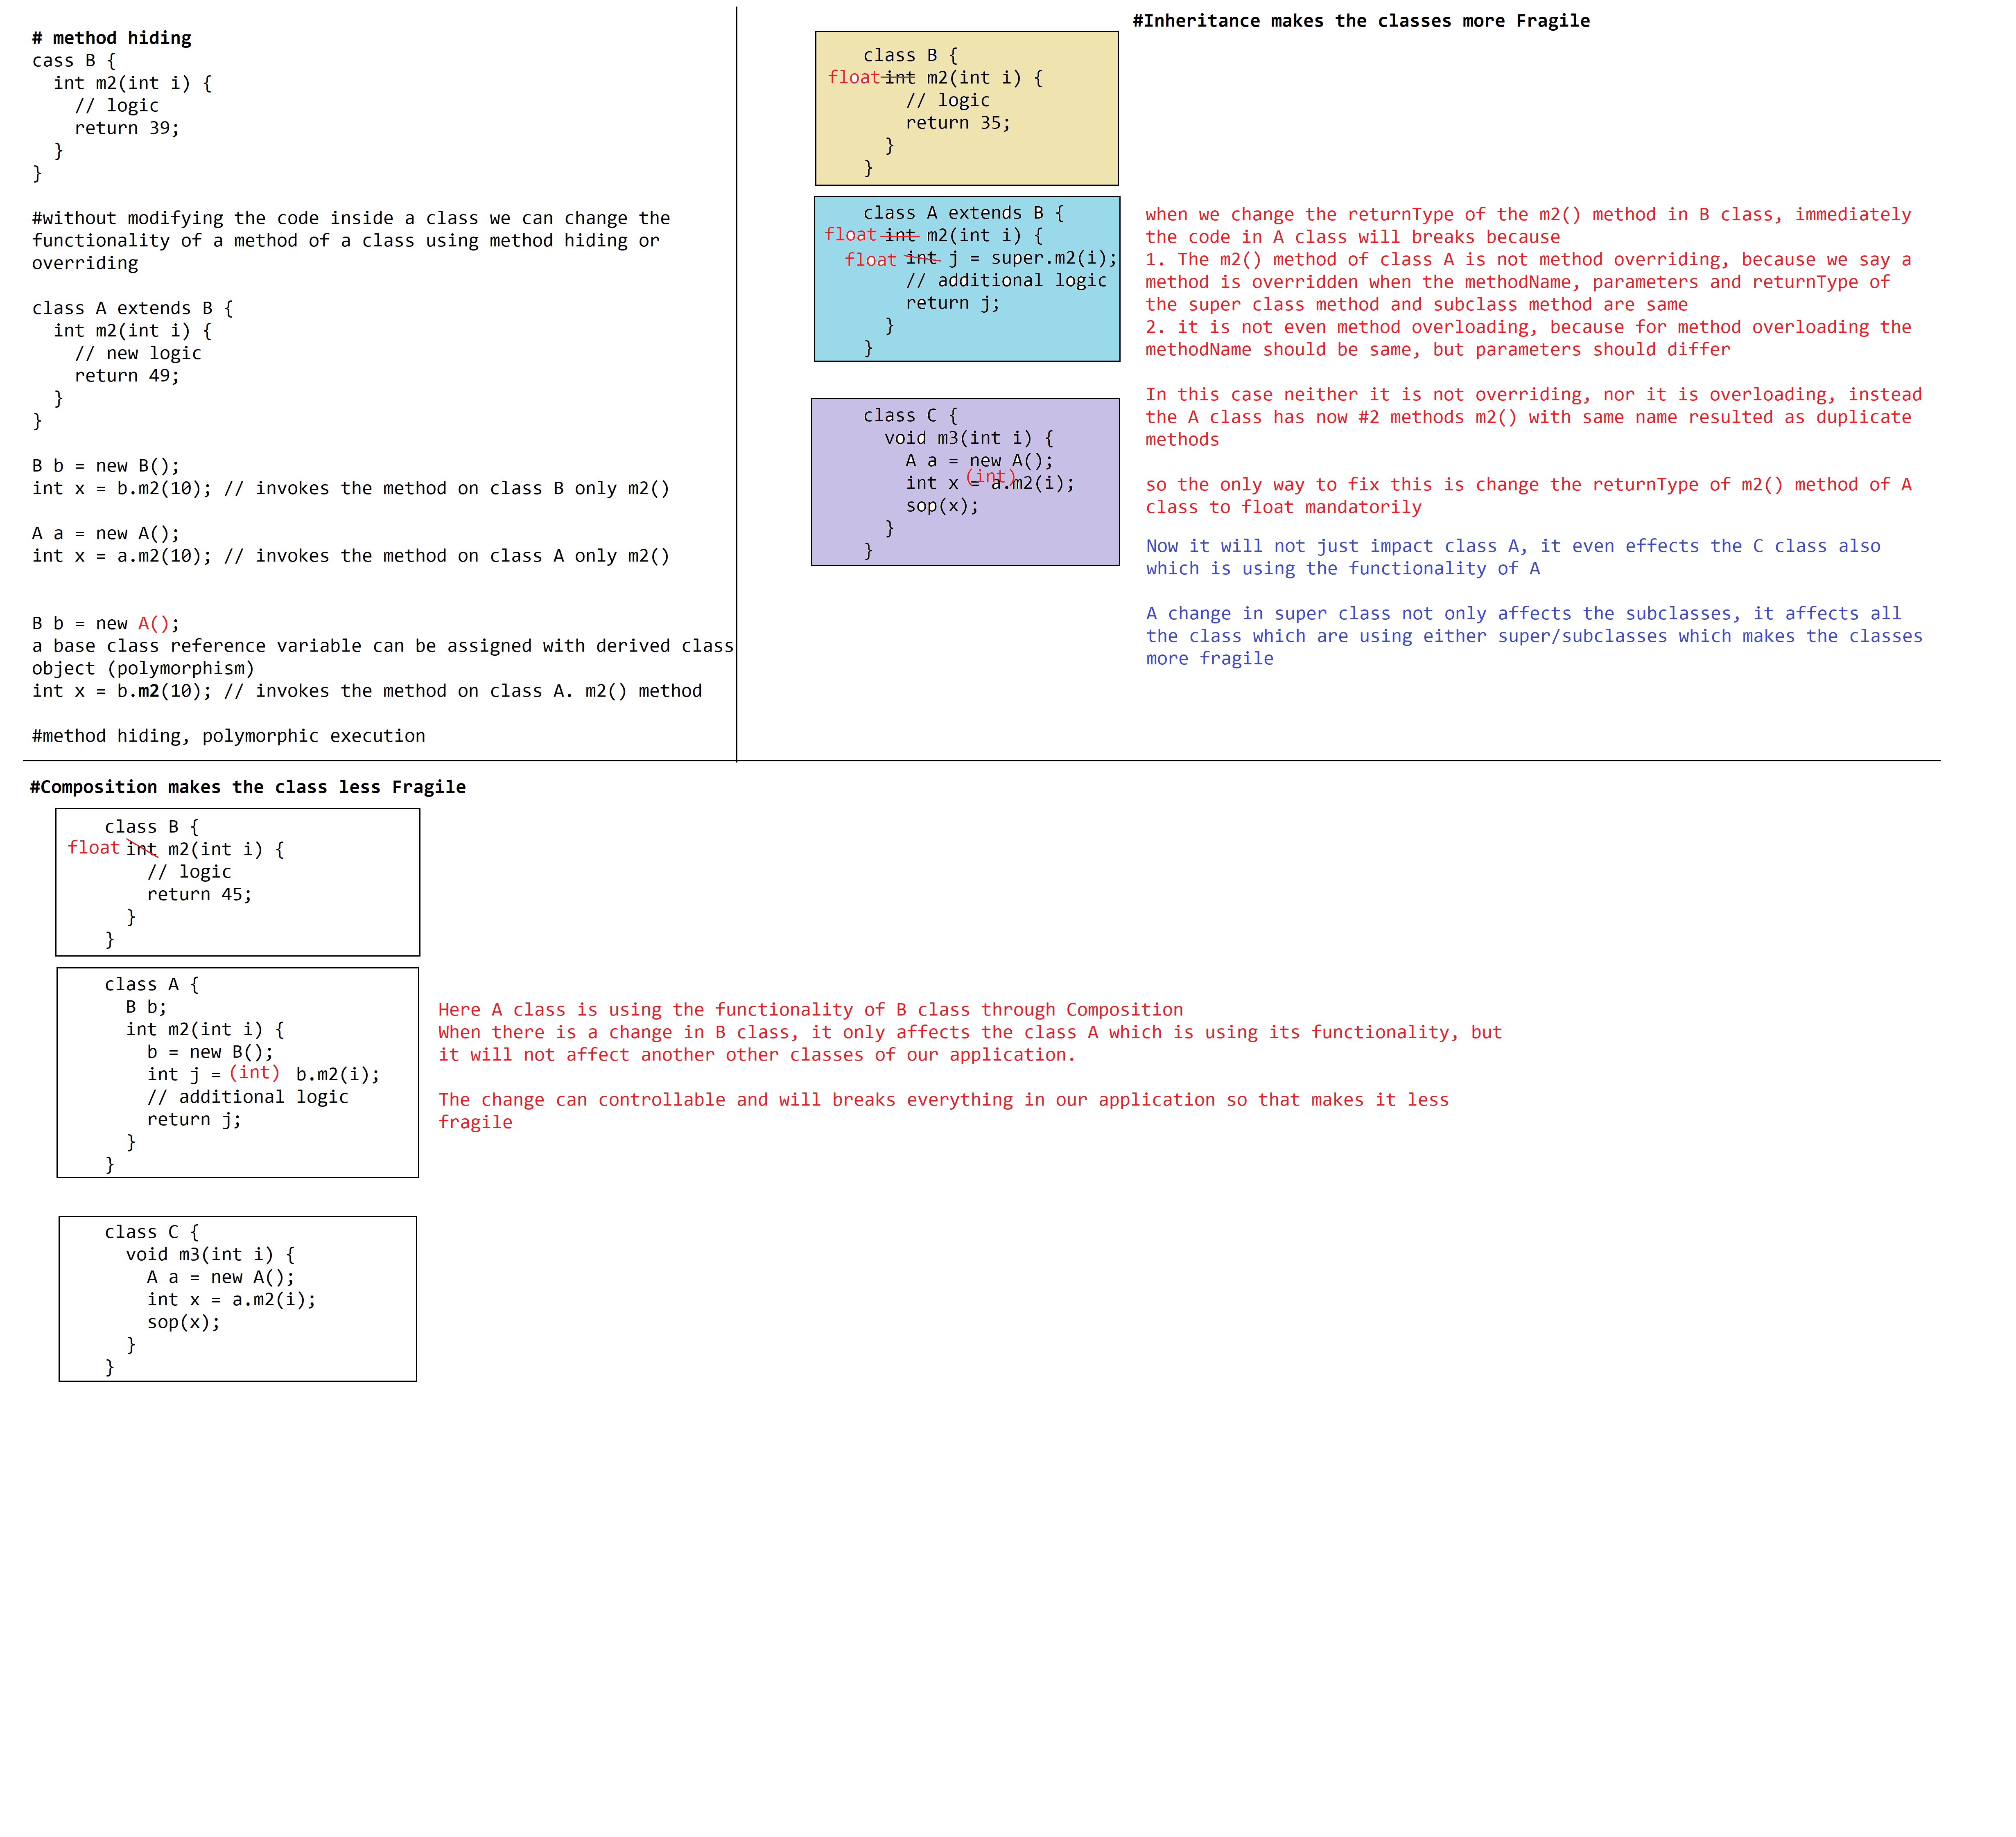 # method hiding
cass B {
  int m2(int i) {
    // logic
    return 39;
  }
}

#without modifying the code inside a class we can change the
functionality of a method of a class using method hiding or
overriding

class A extends B {
  int m2(int i) {
    // new logic
    return 49;
  }
}

B b = new B();
int x = b.m2(10); // invokes the method on class B only m2()

A a = new A();
int x = a.m2(10); // invokes the method on class A only m2()

B b = new A();
a base class reference variable can be assigned with derived class
object (polymorphism)
int x = b.m2(10); // invokes the method on class A. m2() method

#method hiding, polymorphic execution

#Inheritance makes the classes more Fragile

class B {
float int m2(int i) {
    // logic
    return 35;
  }
}

class A extends B {
float int m2(int i) {
float int j = super.m2(i);
    // additional logic
    return j;
  }
}

class C {
  void m3(int i) {
    A a = new A();
(int)
    int x = a.m2(i);
    sop(x);
  }
}

when we change the returnType of the m2() method in B class, immediately
the code in A class will breaks because
1. The m2() method of class A is not method overriding, because we say a
method is overridden when the methodName, parameters and returnType of
the super class method and subclass method are same
2. it is not even method overloading, because for method overloading the
methodName should be same, but parameters should differ

In this case neither it is not overriding, nor it is overloading, instead
the A class has now #2 methods m2() with same name resulted as duplicate
methods

so the only way to fix this is change the returnType of m2() method of A
class to float mandatorily

Now it will not just impact class A, it even effects the C class also
which is using the functionality of A

A change in super class not only affects the subclasses, it affects all
the class which are using either super/subclasses which makes the classes
more fragile

#Composition makes the class less Fragile

class B {
float int m2(int i) {
    // logic
    return 45;
  }
}

class A {
  B b;
  int m2(int i) {
    b = new B();
    int j = (int) b.m2(i);
    // additional logic
    return j;
  }
}

Here A class is using the functionality of B class through Composition
When there is a change in B class, it only affects the class A which is using its functionality, but
it will not affect another other classes of our application.

The change can controllable and will breaks everything in our application so that makes it less
fragile

class C {
  void m3(int i) {
    A a = new A();
    int x = a.m2(i);
    sop(x);
  }
}